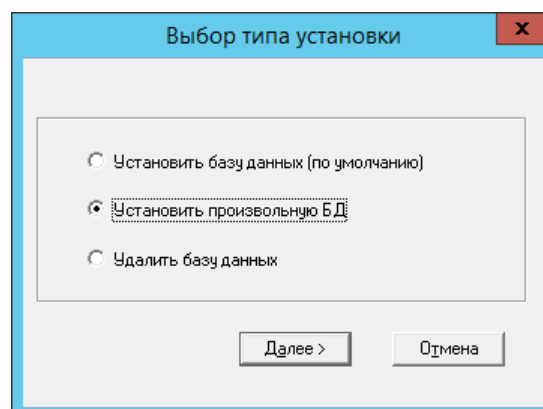 Выбор типа установки
x
Установить базу данных (по умолчанию)
Установить произвольную БД
Удалить базу данных
Далее >
Отмена